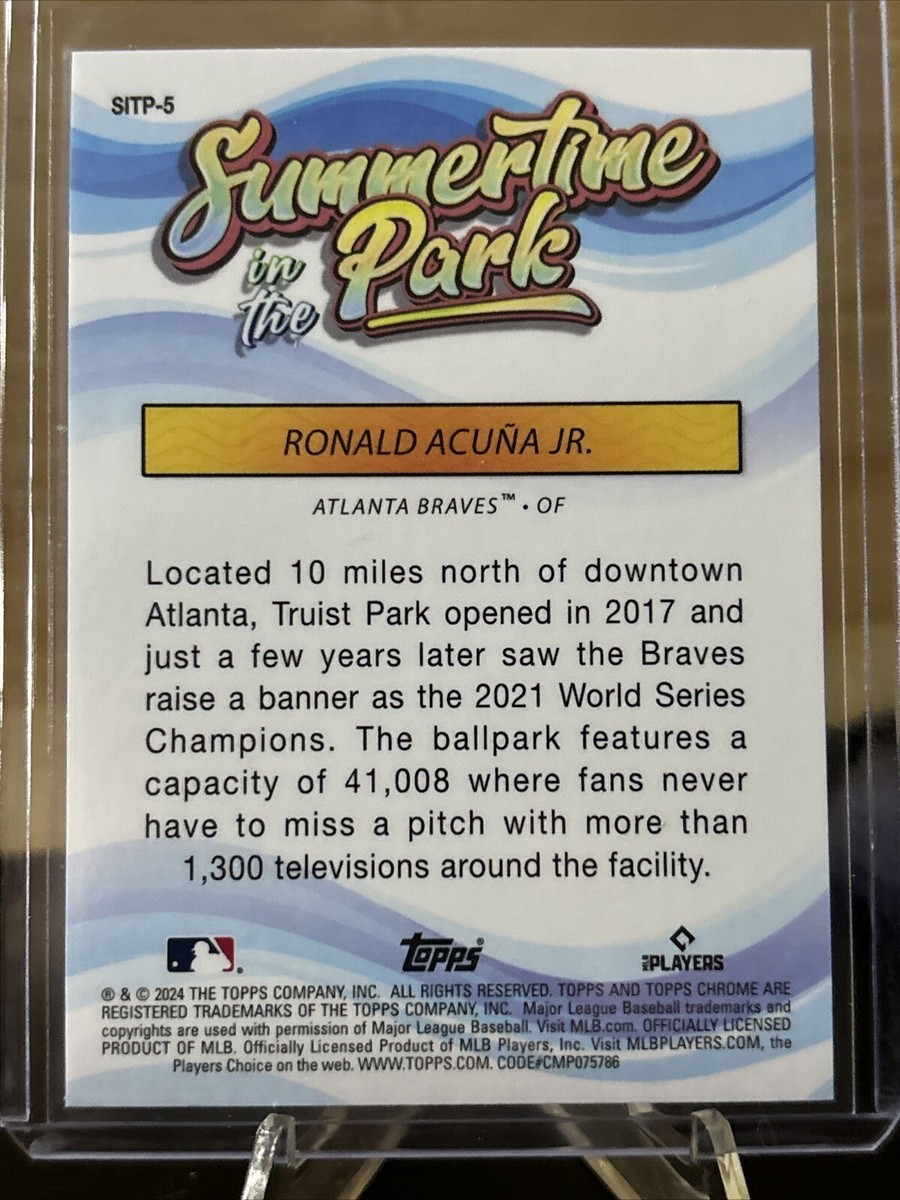 SITP-5
Summertime
in the Park
RONALD ACUÑA JR.
ATLANTA BRAVES™ • OF
Located 10 miles north of downtown
Atlanta, Truist Park opened in 2017 and
just a few years later saw the Braves
raise a banner as the 2021 World Series
Champions. The ballpark features a
capacity of 41,008 where fans never
have to miss a pitch with more than
1,300 televisions around the facility.
Topps® MLB PLAYERS
® & © 2024 THE TOPPS COMPANY, INC. ALL RIGHTS RESERVED. TOPPS AND TOPPS CHROME ARE
REGISTERED TRADEMARKS OF THE TOPPS COMPANY, INC. Major League Baseball trademarks and
copyrights are used with permission of Major League Baseball. Visit MLB.com. OFFICIALLY LICENSED
PRODUCT OF MLB. Officially Licensed Product of MLB Players, Inc. Visit MLBPLAYERS.COM, the
Players Choice on the web. WWW.TOPPS.COM. CODE#CMP075786